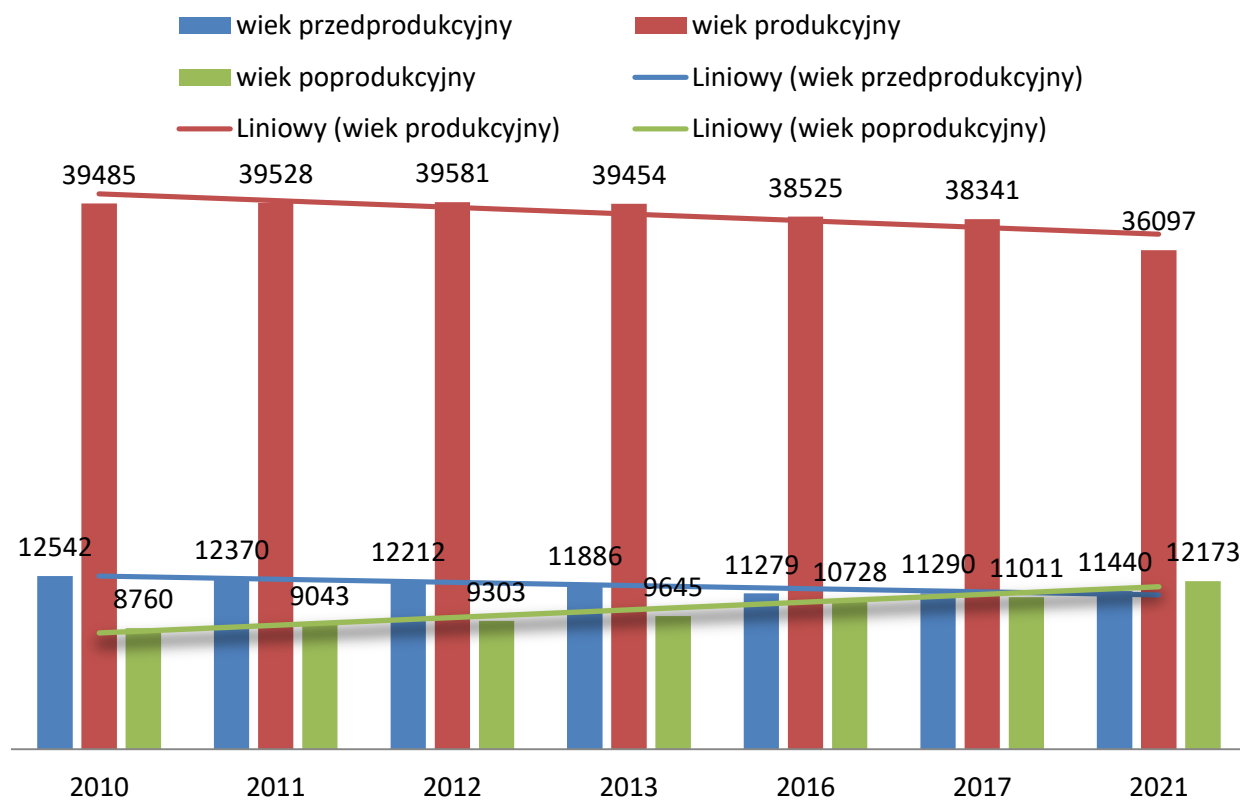 wiek przedprodukcyjny wiek produkcyjny
wiek poprodukcyjny Liniowy (wiek przedprodukcyjny)
Liniowy (wiek produkcyjny) Liniowy (wiek poprodukcyjny)
39485 39528 39581 39454 38525 38341 36097
12542 12370 12212 11886 11279 11290 11440 12173
8760 9043 9303 9645 10728 11011
2010 2011 2012 2013 2016 2017 2021